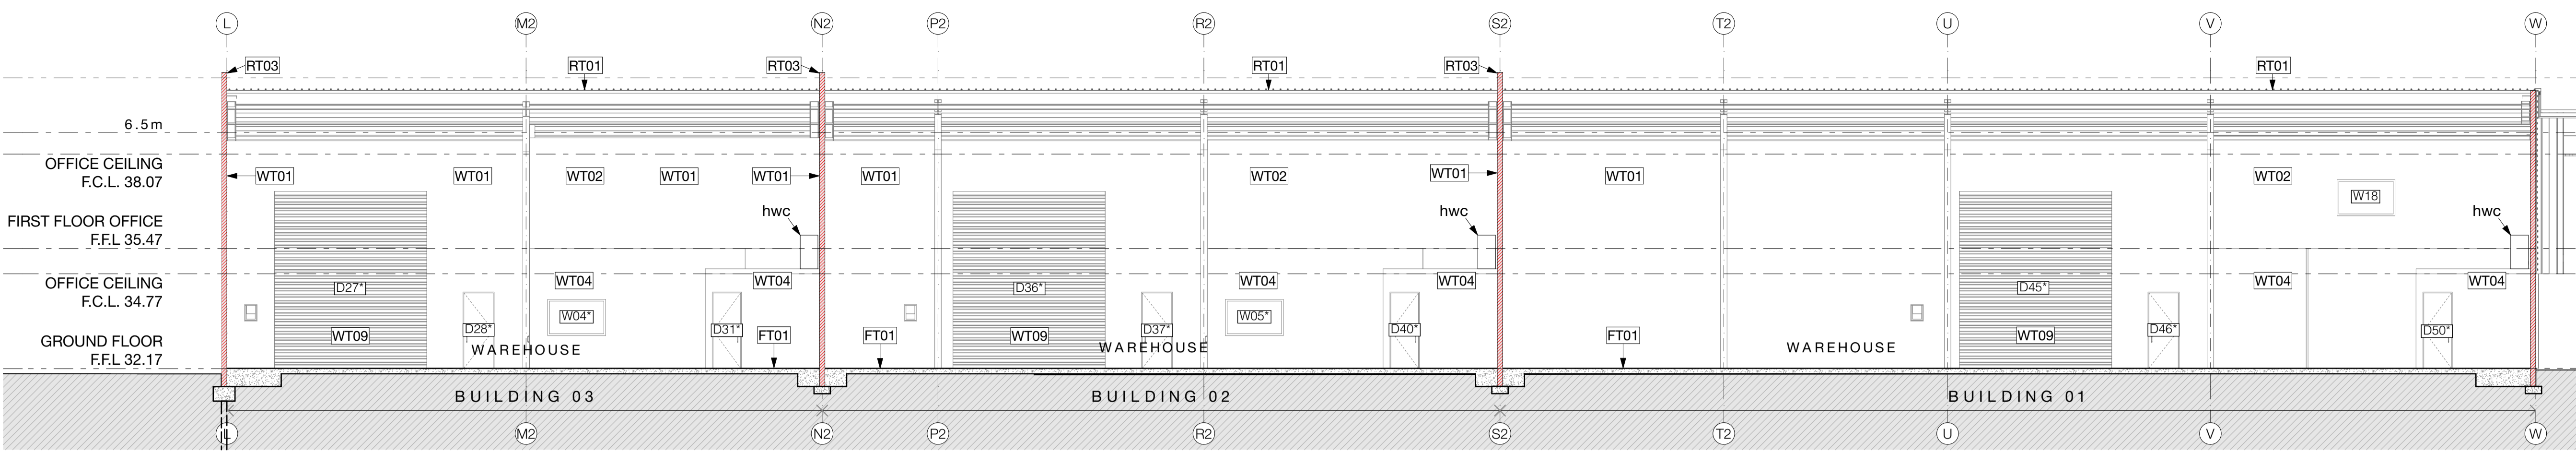 L M2 N2 P2 R2 S2 T2 U V W
RT03 RT01 RT03 RT01 RT03 RT01
6.5m
OFFICE CEILING
F.C.L. 38.07
WT01 WT01 WT02 WT01 WT01 WT01 WT02 WT01 WT01 WT02
W18
hwc hwc hwc
FIRST FLOOR OFFICE
F.F.L 35.47
WT04 WT04 WT04 WT04 WT04 WT04
OFFICE CEILING
F.C.L. 34.77
D27* D36* D45*
W04* W05*
D28* D31* D37* D40* D46* D50*
WT09 FT01 FT01 WT09 FT01 WT09
GROUND FLOOR
F.F.L 32.17
WAREHOUSE WAREHOUSE WAREHOUSE
BUILDING 03 BUILDING 02 BUILDING 01
L M2 N2 P2 R2 S2 T2 U V W